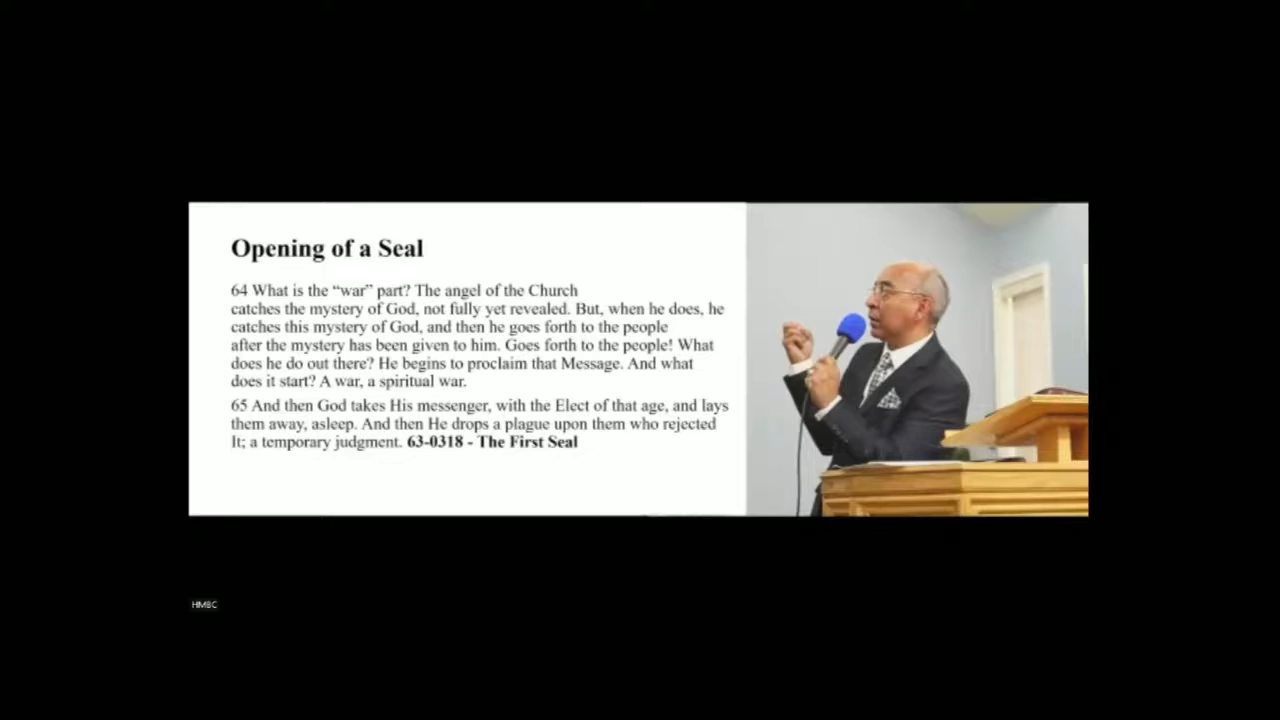 Opening of a Seal
64 What is the “war” part? The angel of the Church
catches the mystery of God, not fully yet revealed. But, when he does, he
catches this mystery of God, and then he goes forth to the people
after the mystery has been given to him. Goes forth to the people! What
does he do out there? He begins to proclaim that Message. And what
does it start? A war, a spiritual war.
65 And then God takes His messenger, with the Elect of that age, and lays
them away, asleep. And then He drops a plague upon them who rejected
It; a temporary judgment. 63-0318 - The First Seal
HMBC